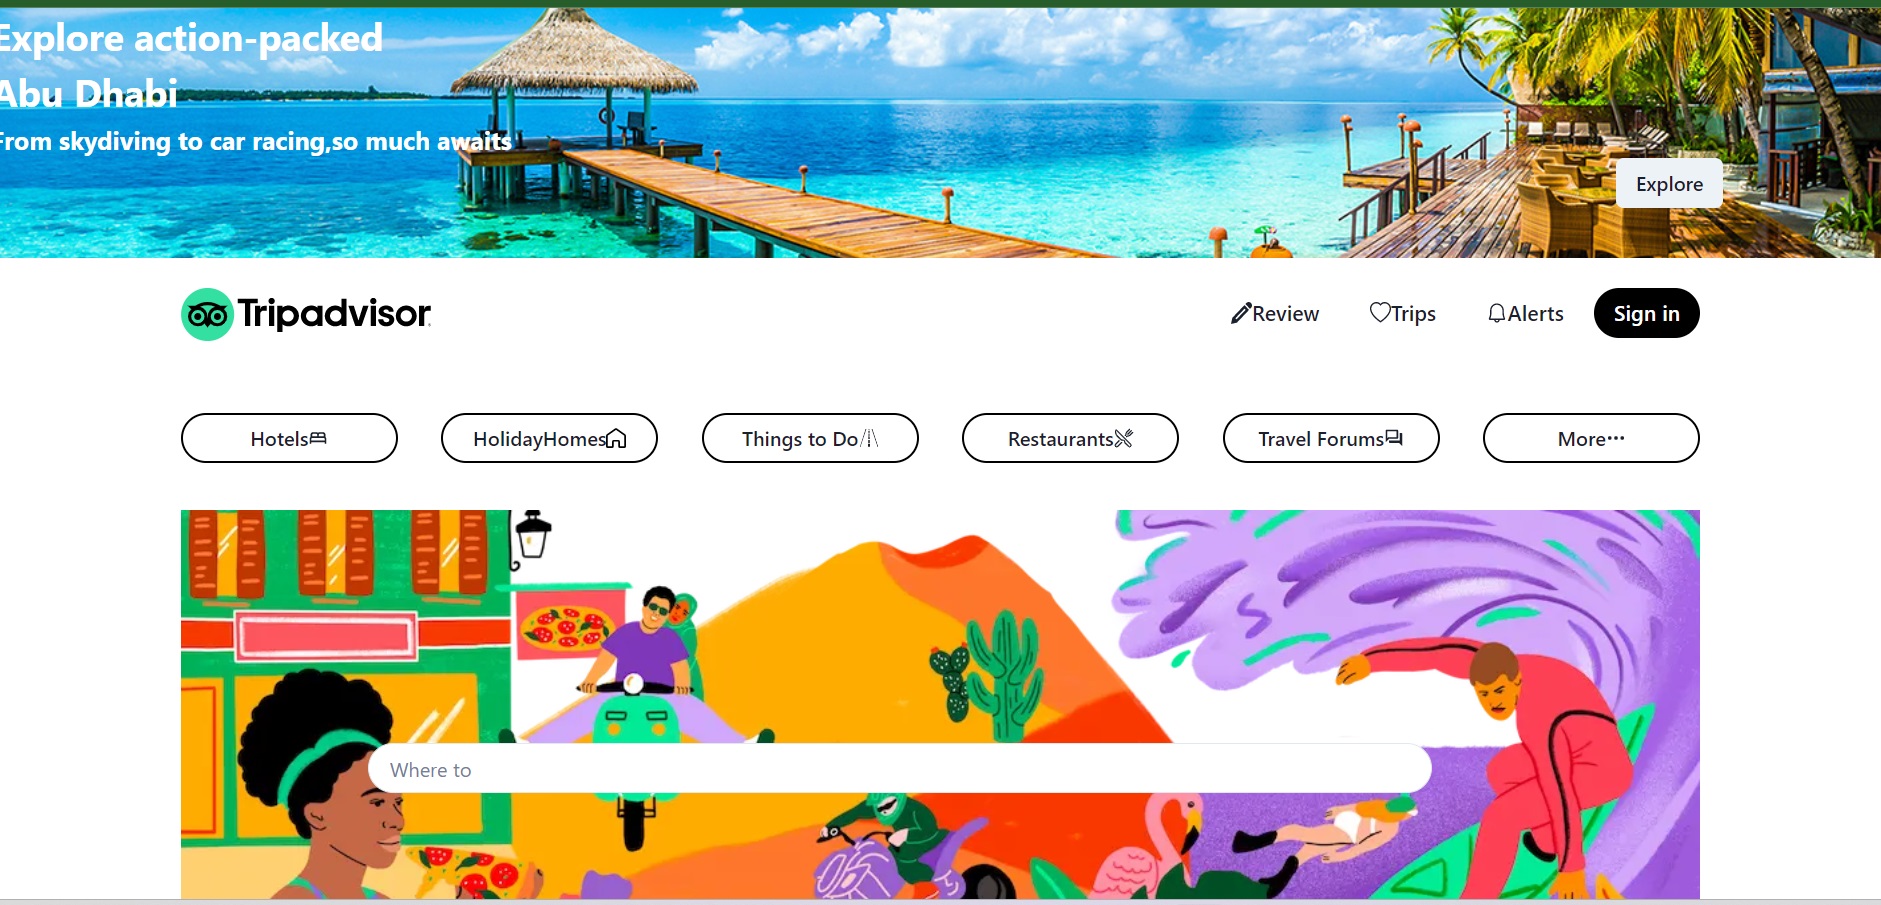 Explore action-packed
Abu Dhabi
From skydiving to car racing,so much awaits
Explore
Tripadvisor
Review Trips Alerts Sign in
Hotels HolidayHomes Things to Do Restaurants Travel Forums More
Where to